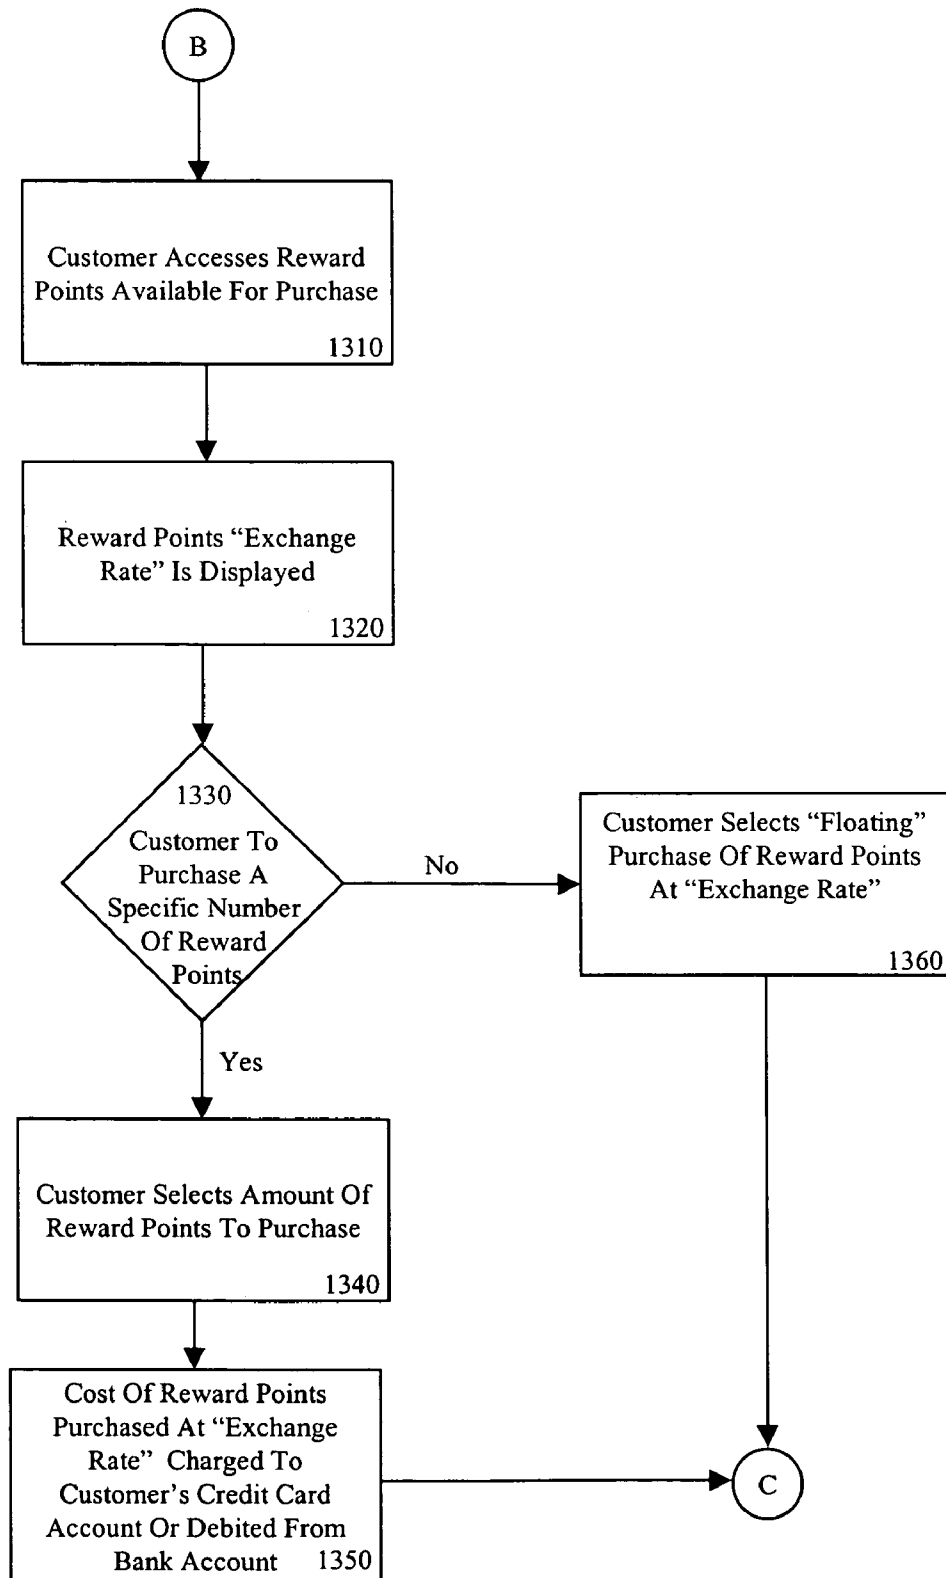 B
Customer Accesses Reward
Points Available For Purchase
1310
Reward Points “Exchange
Rate” Is Displayed
1320
1330
Customer To
Purchase A
Specific Number
Of Reward
Points
No
Customer Selects “Floating”
Purchase Of Reward Points
At “Exchange Rate”
1360
Yes
Customer Selects Amount Of
Reward Points To Purchase
1340
Cost Of Reward Points
Purchased At “Exchange
Rate” Charged To
Customer’s Credit Card
Account Or Debited From
Bank Account 1350
C